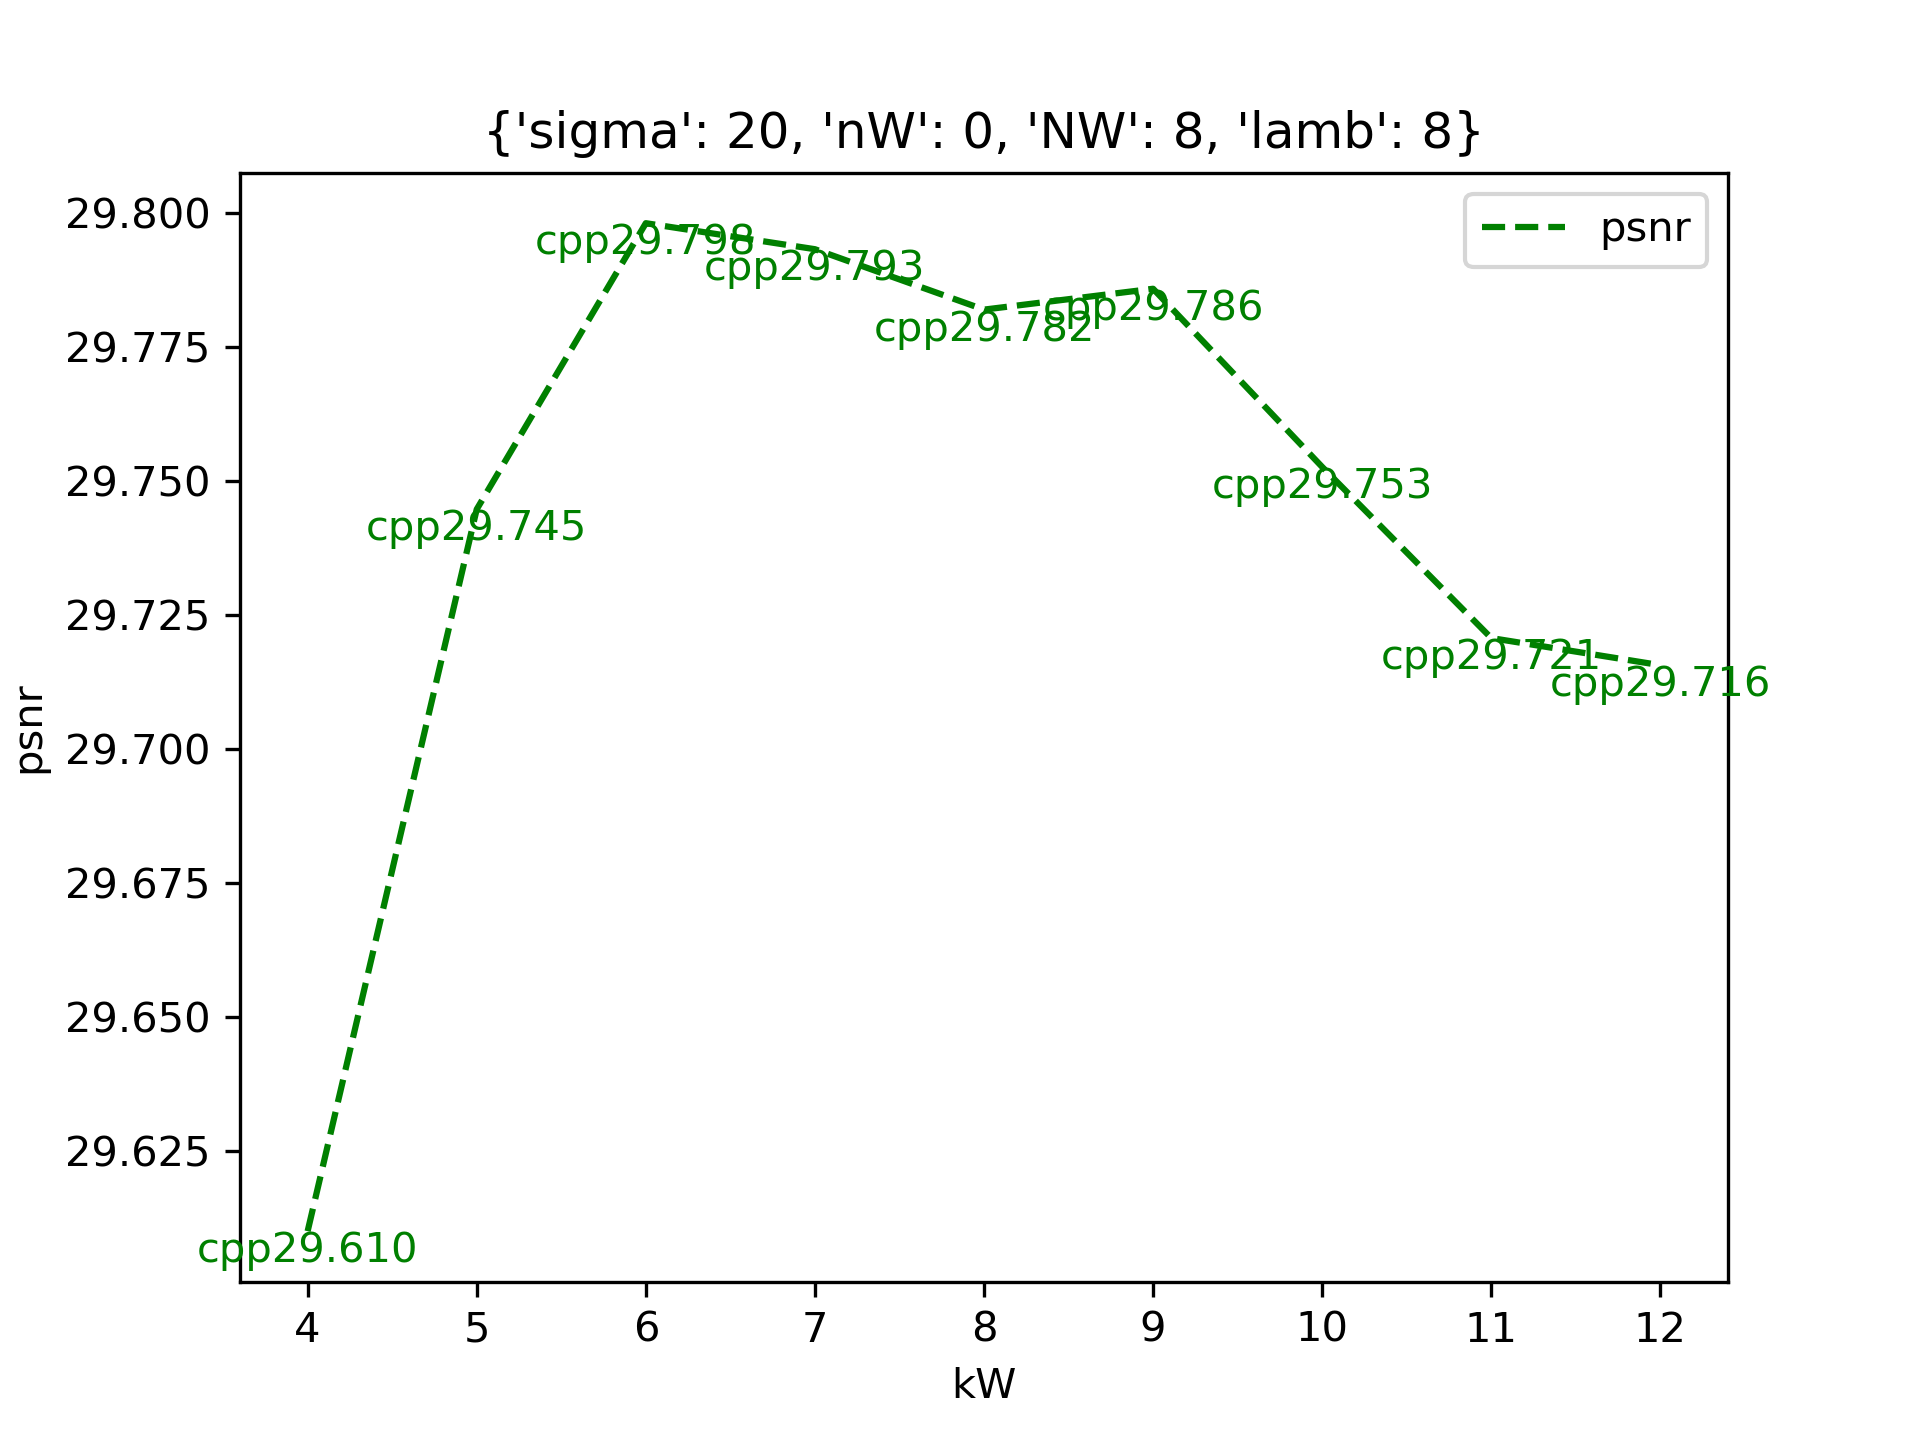 {'sigma': 20, 'nW': 0, 'NW': 8, 'lamb': 8}
psnr
29.800
29.775
29.750
29.725
29.700
29.675
29.650
29.625
psnr
cpp29.610
cpp29.745
cpp29.798
cpp29.793
cpp29.782
cpp29.786
cpp29.753
cpp29.721
cpp29.716
4 5 6 7 8 9 10 11 12
kW